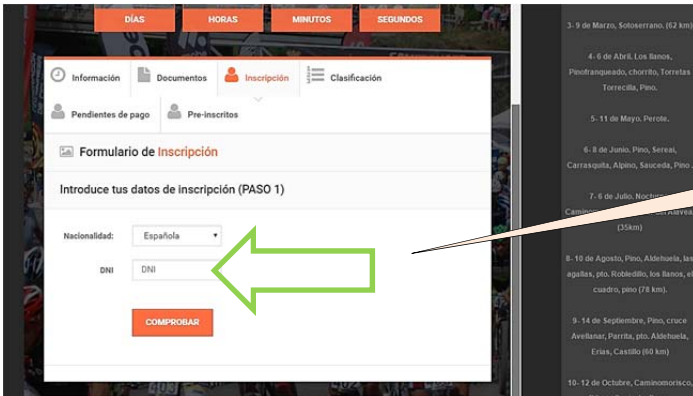 DÍAS
HORAS
MINUTOS
SEGUNDOS
Información
Documentos
Inscripción
Clasificación
Pendientes de pago
Pre-inscritos
Formulario de Inscripción
Introduce tus datos de inscripción (PASO 1)
Nacionalidad:
Española
DNI
DNI
COMPROBAR
3- 9 de Marzo, Sotoserrano. (62 km)
4- 6 de Abril. Los llanos,
Pinofranqueado, chorrito, Torretas
Torrecilla, Pino.
5- 11 de Mayo. Perote.
6- 8 de Junio. Pino, Sereai,
Carrasquita, Alpino, Sauceda, Pino
7- 6 de Julio.
(35km)
8- 10 de Agosto, Pino, Aldehuela, las
agallas, pto. Robledillo, los llanos, el
cuadro, pino (78 km).
9- 14 de Septiembre, Pino, cruce
Avellanar, Parrita, pto. Aldehuela,
Erias, Castillo (60 km)
10- 12 de Octubre, Caminomorisco,